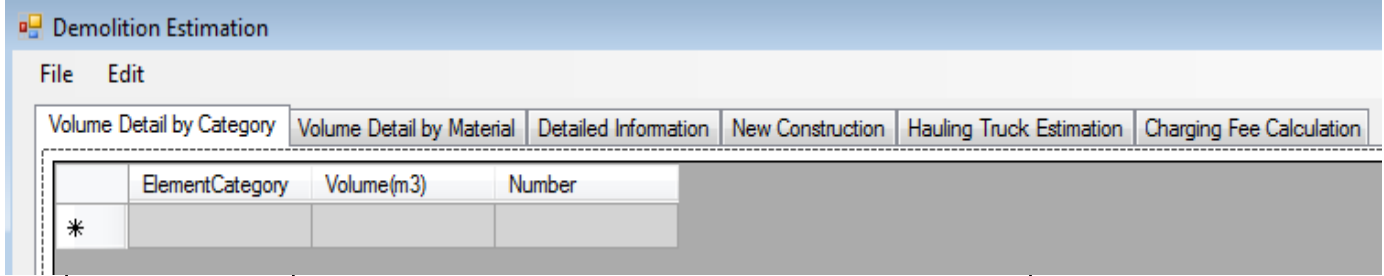 Demolition Estimation
File Edit
Volume Detail by Category Volume Detail by Material Detailed Information New Construction Hauling Truck Estimation Charging Fee Calculation
ElementCategory Volume(m3) Number
*